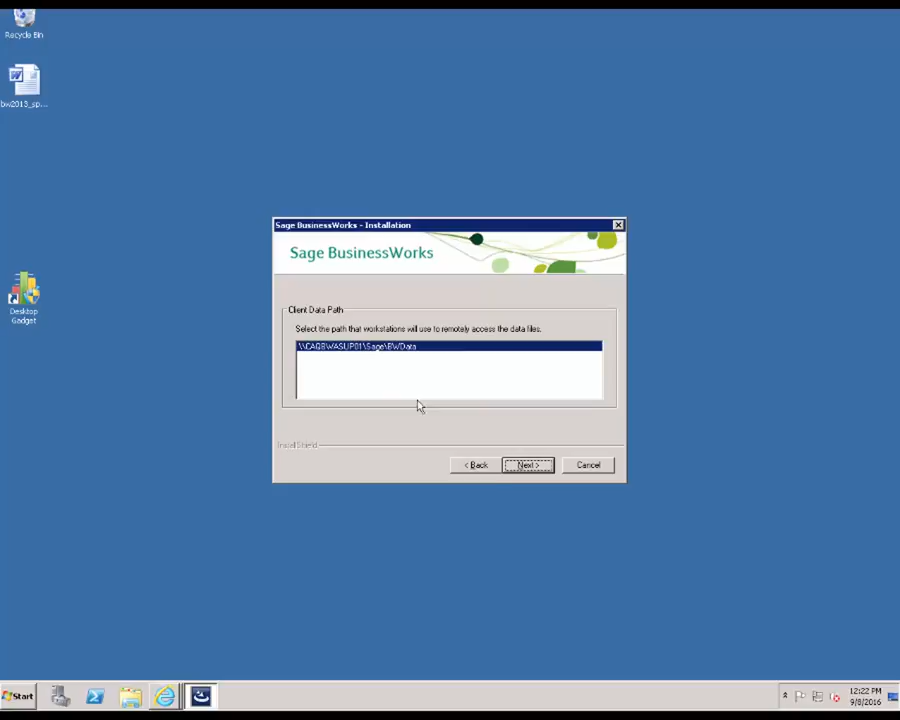 Recycle Bin
bw2013_sp...
Desktop
Gadget
Sage BusinessWorks - Installation
Sage BusinessWorks
Client Data Path
Select the path that workstations will use to remotely access the data files.
\\CAQBWASUP01\Sage\BWData
InstallShield
< Back
Next >
Cancel
Start
12:22 PM
9/8/2016